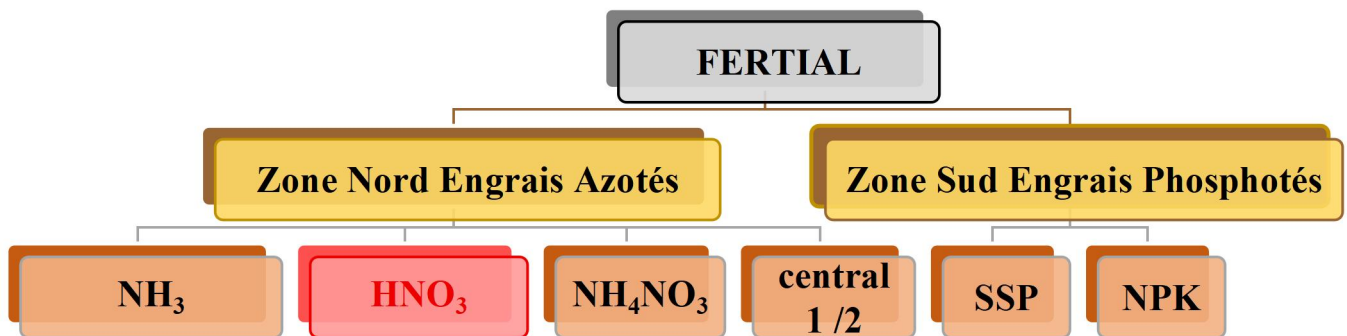 FERTIAL
Zone Nord Engrais Azotés
Zone Sud Engrais Phosphotés
NH₃
HNO₃
NH₄NO₃
central
1 /2
SSP
NPK